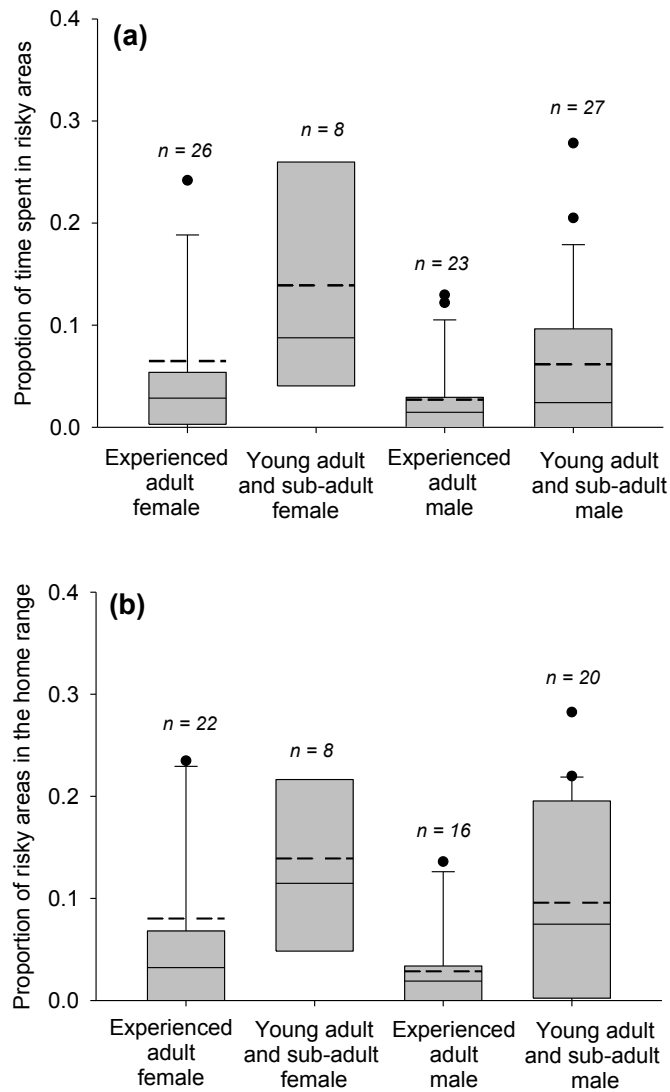 (a)
Propotion of time spent in risky areas
0.4
0.3
0.2
0.1
0.0
n = 26
n = 8
n = 23
n = 27
Experienced
adult
female
Young adult
and sub-adult
female
Experienced
adult
male
Young adult
and sub-adult
male
(b)
Proportion of risky areas in the home range
0.4
0.3
0.2
0.1
0.0
n = 22
n = 8
n = 16
n = 20
Experienced
adult
female
Young adult
and sub-adult
female
Experienced
adult
male
Young adult
and sub-adult
male